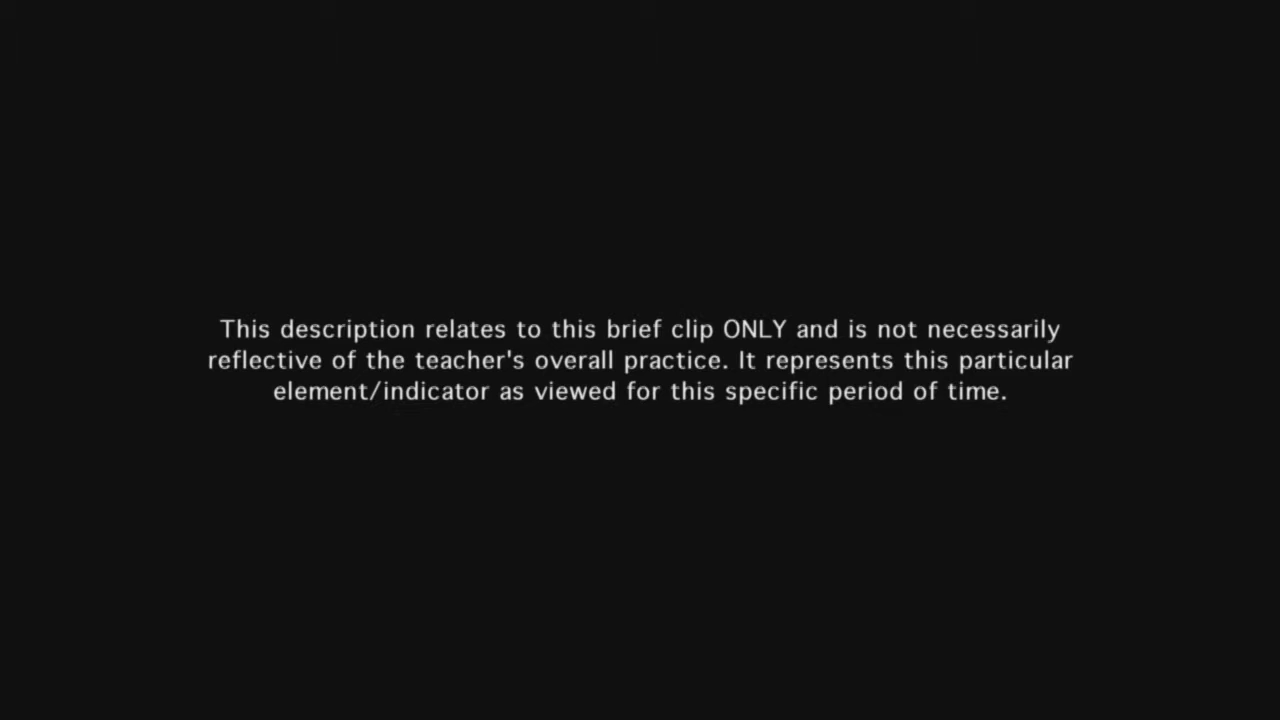 This description relates to this brief clip ONLY and is not necessarily
reflective of the teacher's overall practice. It represents this particular
element/indicator as viewed for this specific period of time.